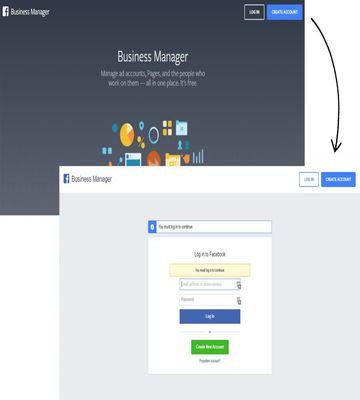 Business Manager
LOG IN
CREATE ACCOUNT
Business Manager
Manage ad accounts, Pages, and the people who
work on them — all in one place. It's free.
Business Manager
LOG IN
CREATE ACCOUNT
You must log in to continue
Log in to Facebook
You must log in to continue
Email address or phone number
Password
Log In
or
Create New Account
Forgotten account?